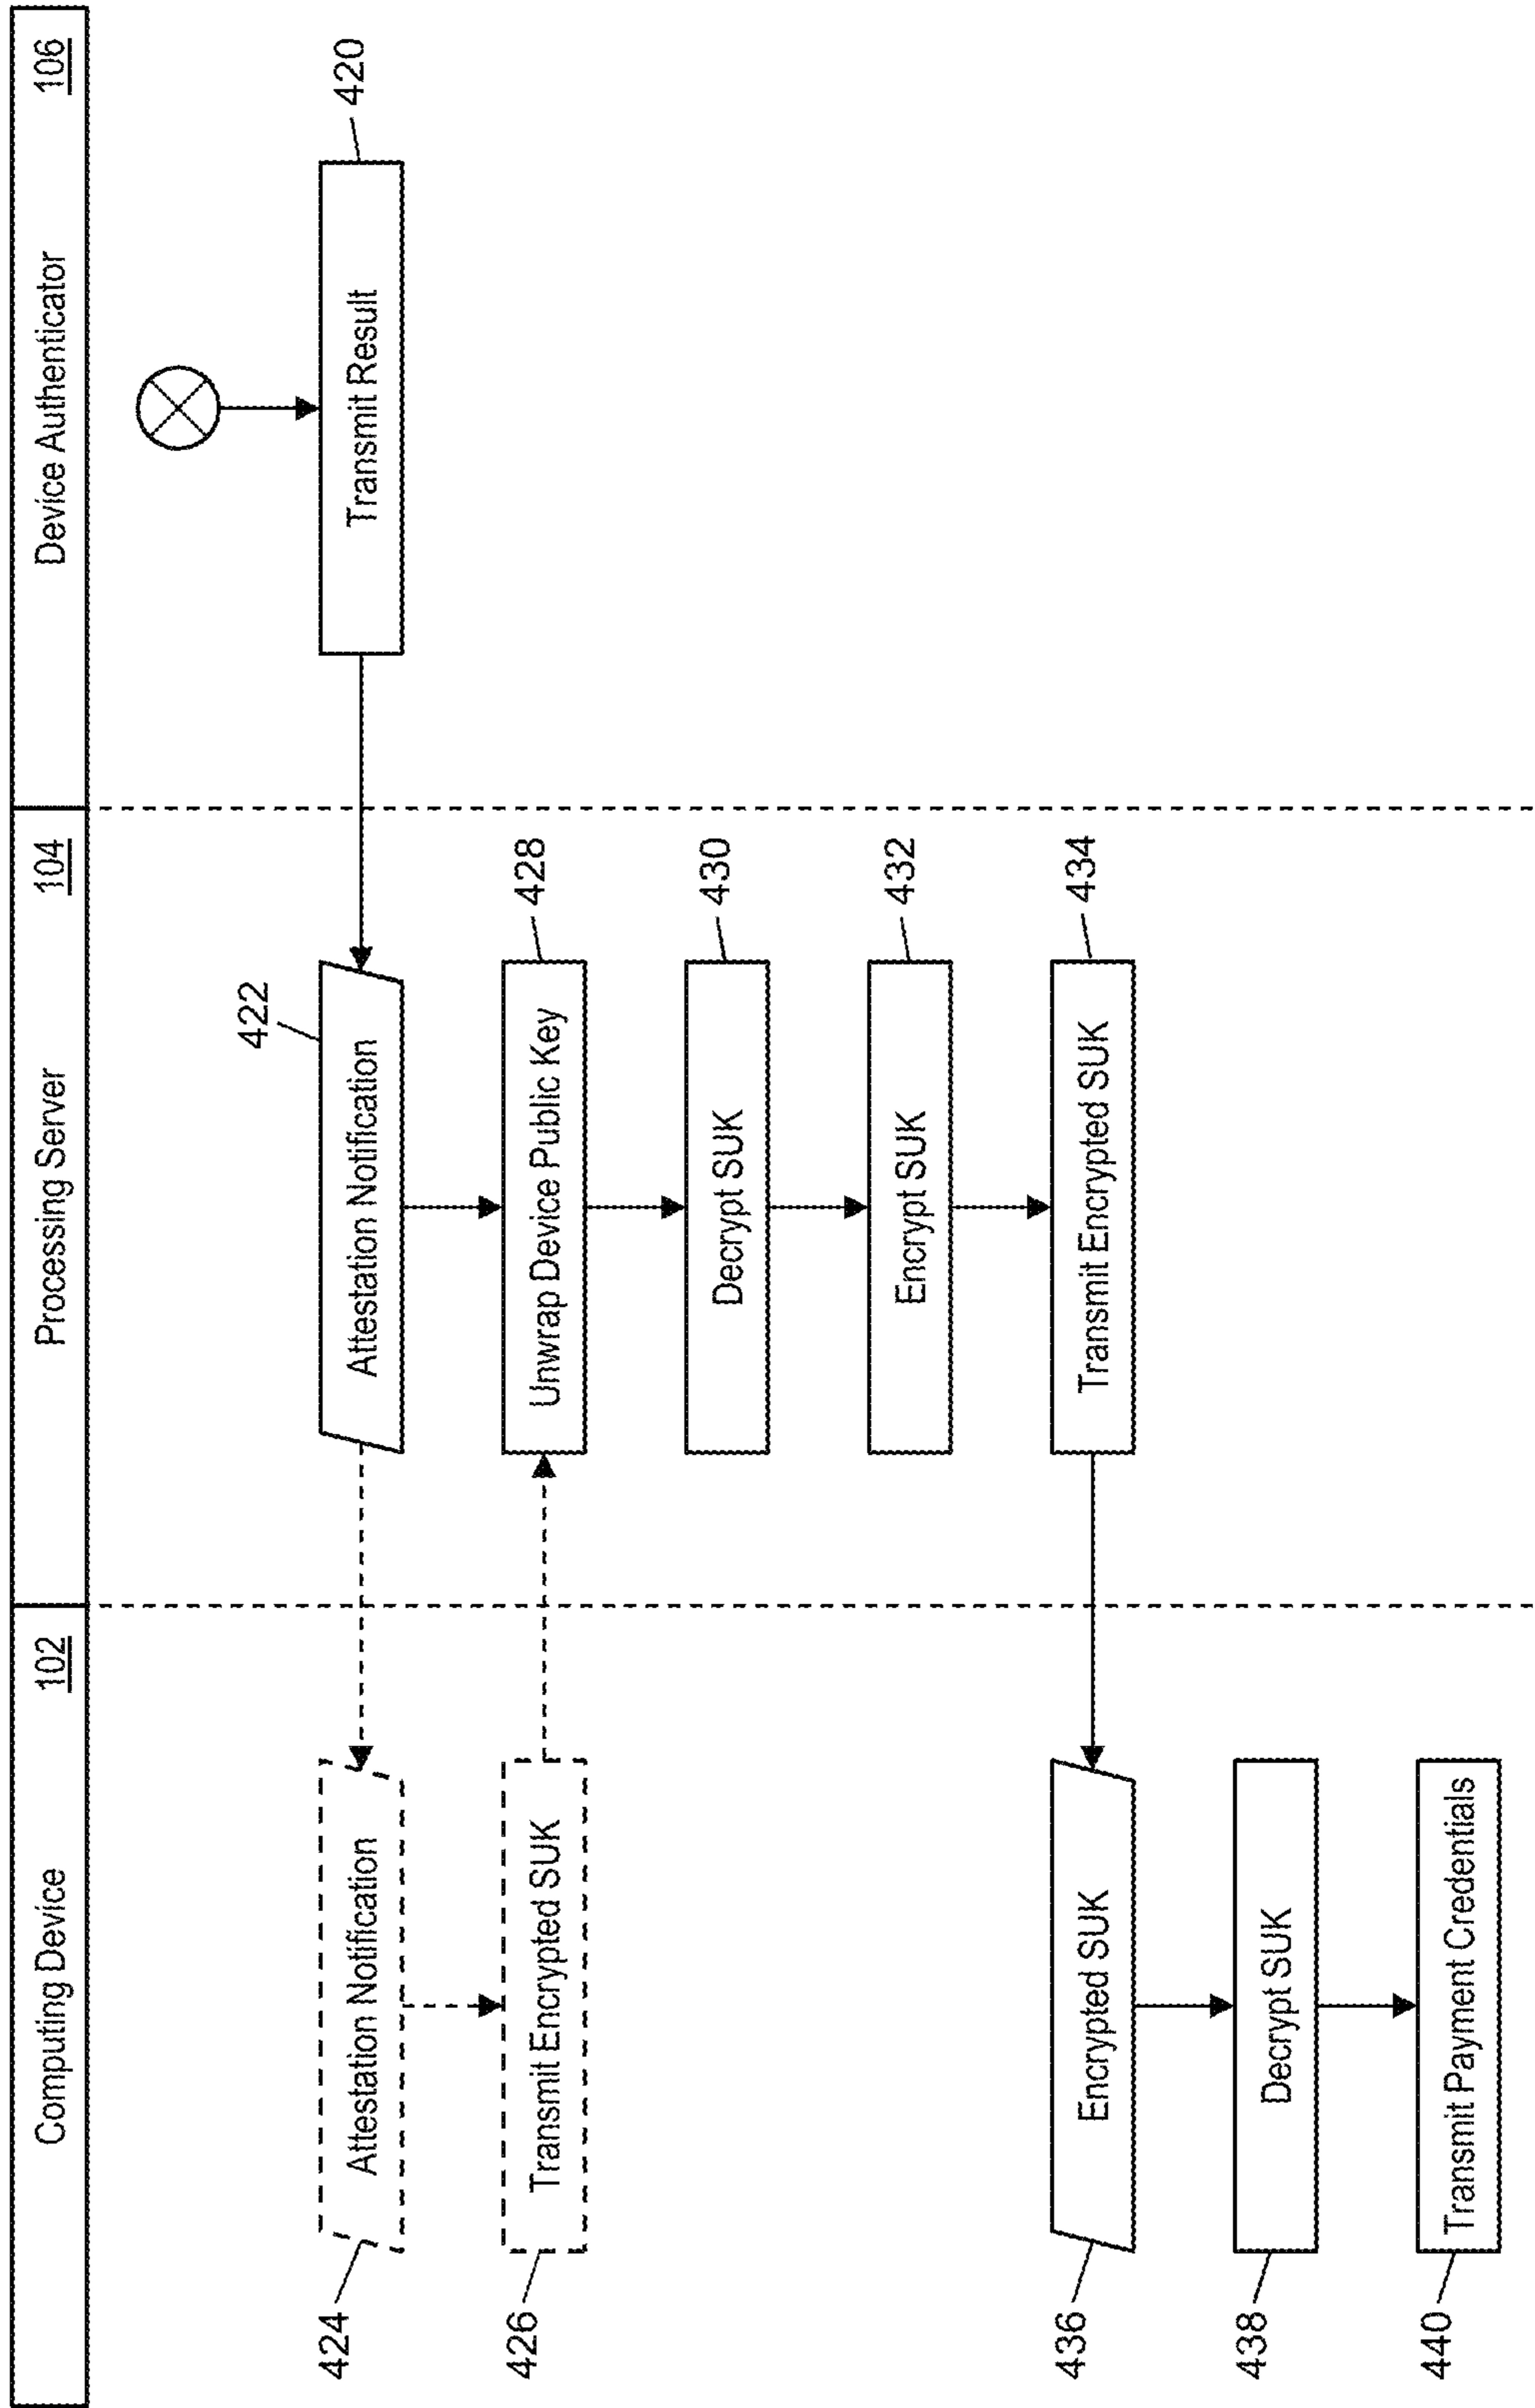 Computing Device 102
Processing Server 104
Device Authenticator 106
Transmit Result
420
422
Attestation Notification
424
Attestation Notification
426
Transmit Encrypted SUK
Unwrap Device Public Key
428
Decrypt SUK
430
Encrypt SUK
432
Transmit Encrypted SUK
434
436
Encrypted SUK
438
Decrypt SUK
440
Transmit Payment Credentials